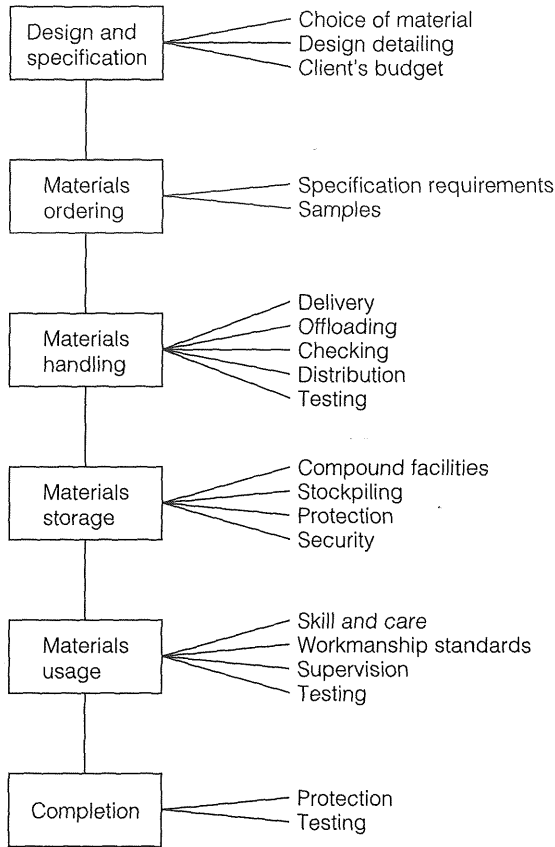 Design and
specification
Choice of material
Design detailing
Client's budget
Materials
ordering
Specification requirements
Samples
Materials
handling
Delivery
Offloading
Checking
Distribution
Testing
Materials
storage
Compound facilities
Stockpiling
Protection
Security
Materials
usage
Skill and care
Workmanship standards
Supervision
Testing
Completion
Protection
Testing